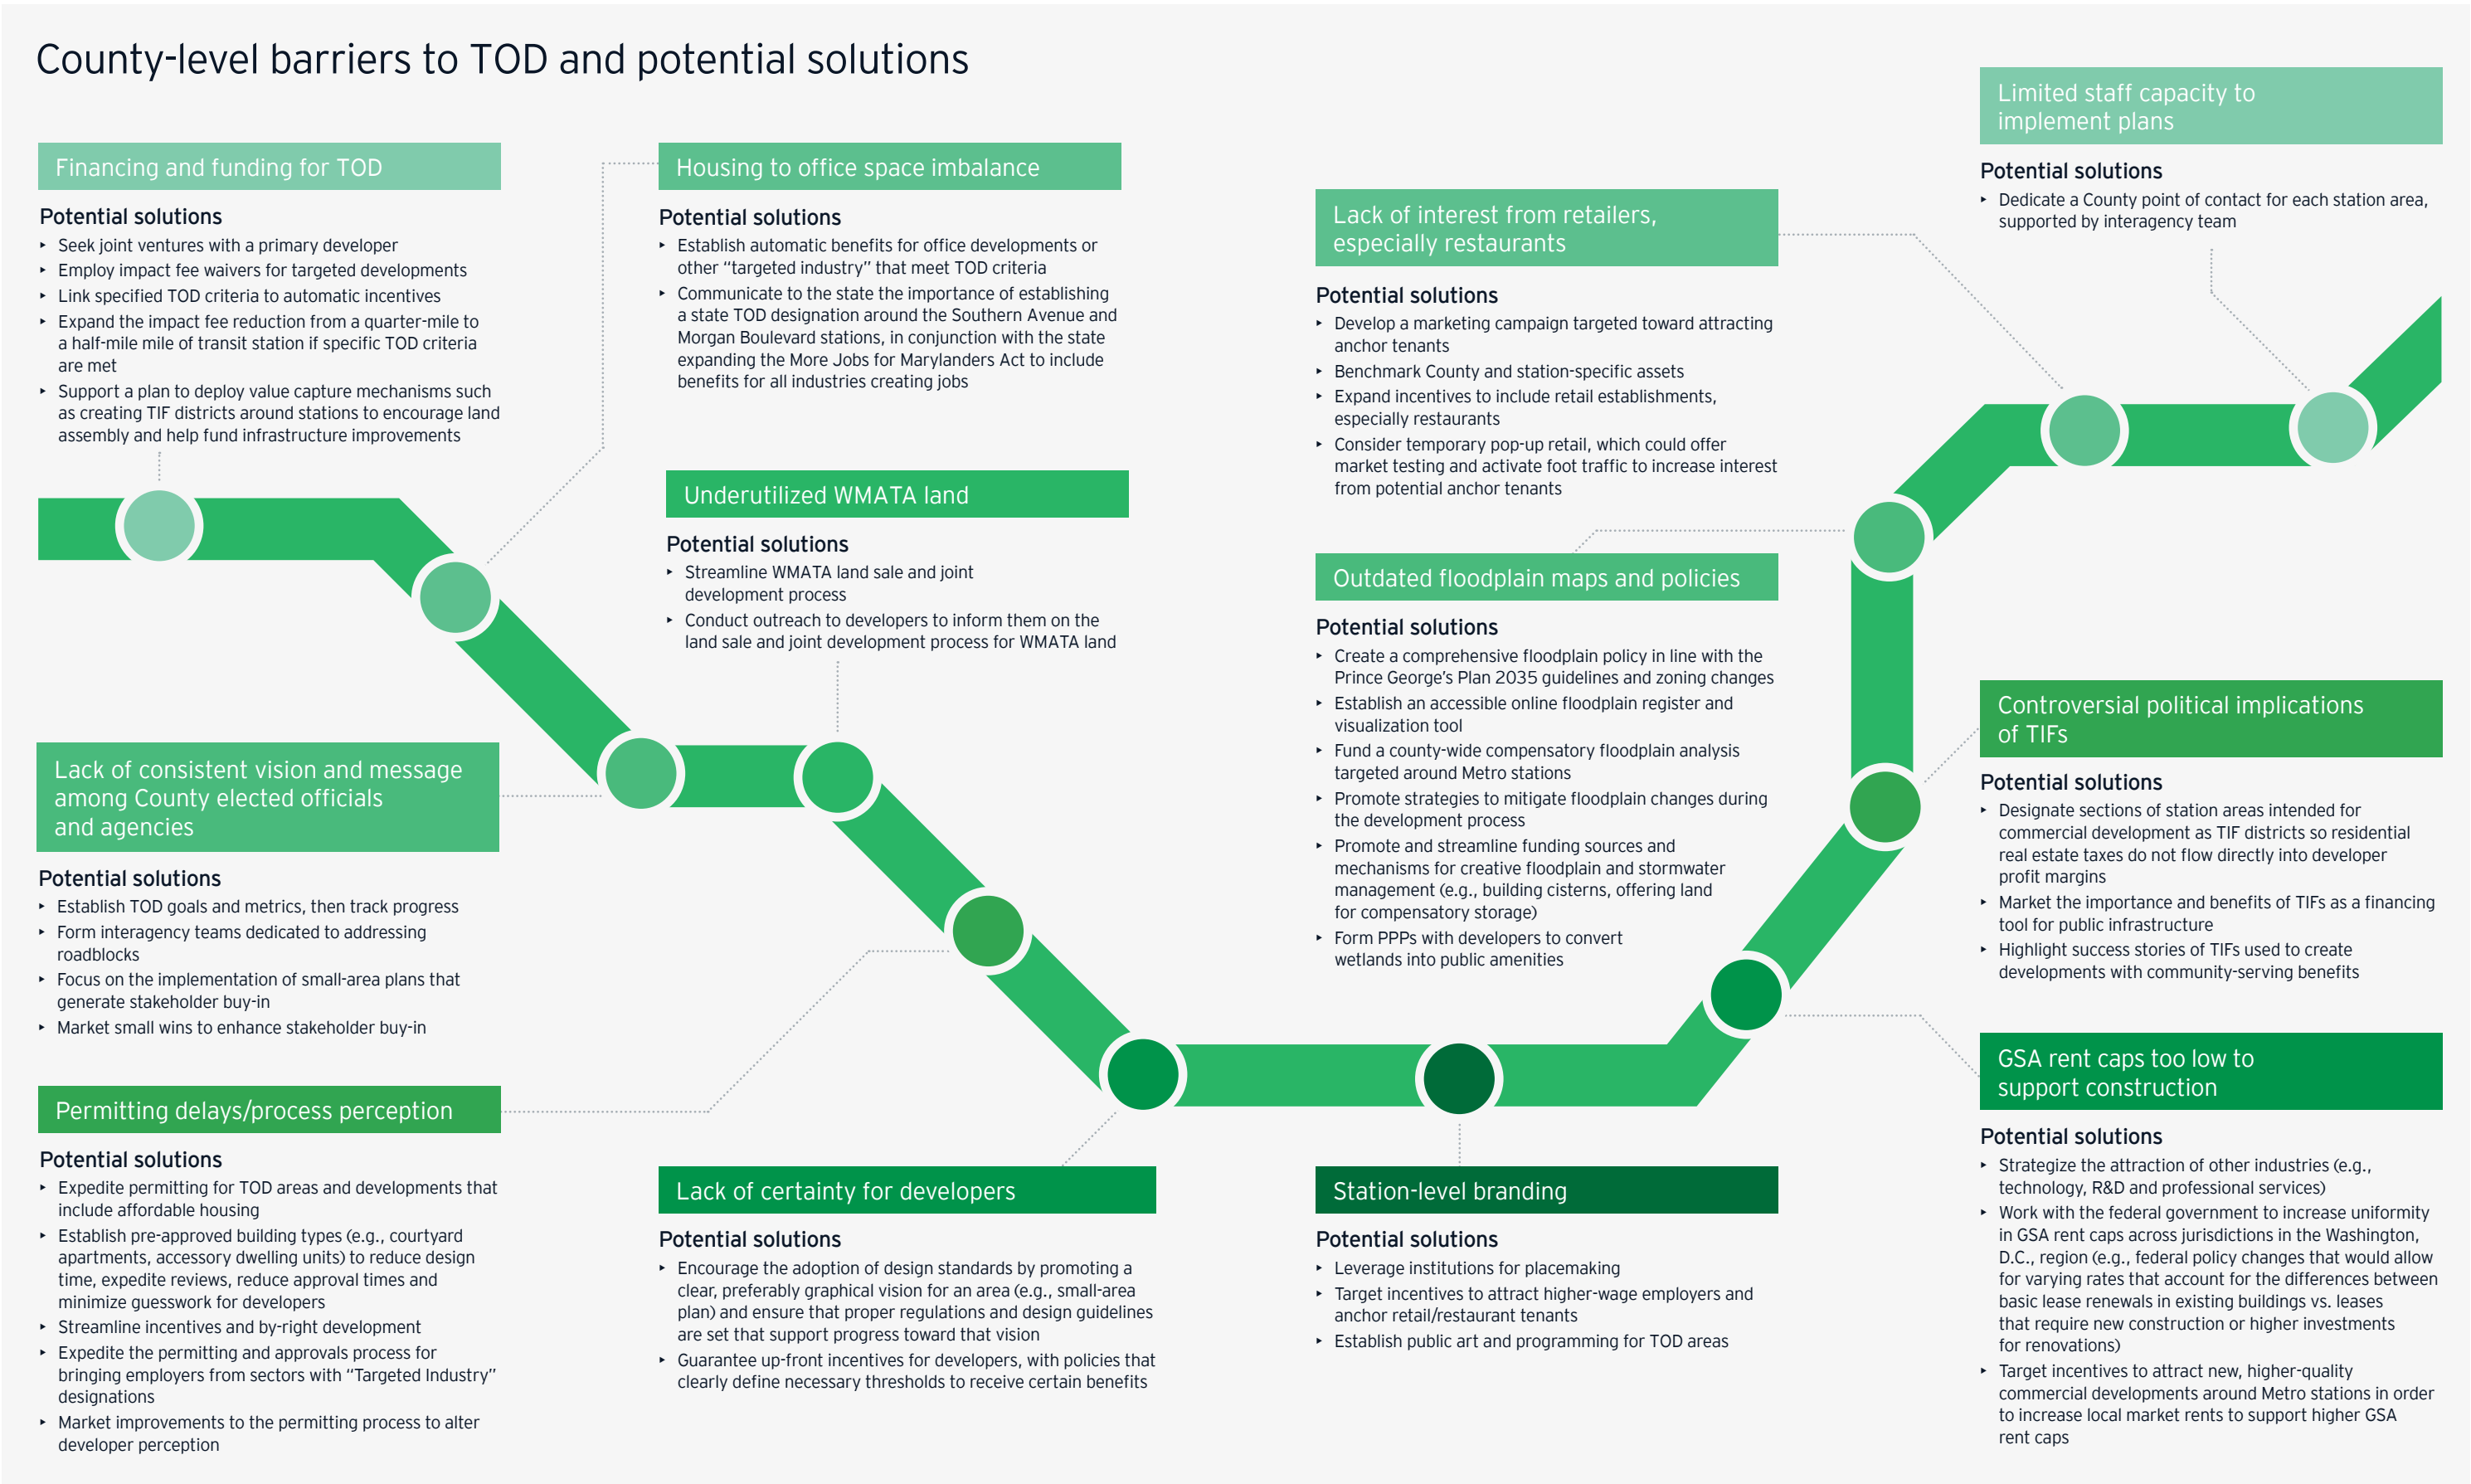 County-level barriers to TOD and potential solutions
Financing and funding for TOD
Potential solutions
‣ Seek joint ventures with a primary developer
‣ Employ impact fee waivers for targeted developments
‣ Link specified TOD criteria to automatic incentives
‣ Expand the impact fee reduction from a quarter-mile to
a half-mile mile of transit station if specific TOD criteria
are met
‣ Support a plan to deploy value capture mechanisms such
as creating TIF districts around stations to encourage land
assembly and help fund infrastructure improvements
Housing to office space imbalance
Potential solutions
‣ Establish automatic benefits for office developments or
other “targeted industry” that meet TOD criteria
‣ Communicate to the state the importance of establishing
a state TOD designation around the Southern Avenue and
Morgan Boulevard stations, in conjunction with the state
expanding the More Jobs for Marylanders Act to include
benefits for all industries creating jobs
Lack of consistent vision and message
among County elected officials
and agencies
Potential solutions
‣ Establish TOD goals and metrics, then track progress
‣ Form interagency teams dedicated to addressing
roadblocks
‣ Focus on the implementation of small-area plans that
generate stakeholder buy-in
‣ Market small wins to enhance stakeholder buy-in
Underutilized WMATA land
Potential solutions
‣ Streamline WMATA land sale and joint
development process
‣ Conduct outreach to developers to inform them on the
land sale and joint development process for WMATA land
Permitting delays/process perception
Potential solutions
‣ Expedite permitting for TOD areas and developments that
include affordable housing
‣ Establish pre-approved building types (e.g., courtyard
apartments, accessory dwelling units) to reduce design
time, expedite reviews, reduce approval times and
minimize guesswork for developers
‣ Streamline incentives and by-right development
‣ Expedite the permitting and approvals process for
bringing employers from sectors with “Targeted Industry”
designations
‣ Market improvements to the permitting process to alter
developer perception
Lack of certainty for developers
Potential solutions
‣ Encourage the adoption of design standards by promoting a
clear, preferably graphical vision for an area (e.g., small-area
plan) and ensure that proper regulations and design guidelines
are set that support progress toward that vision
‣ Guarantee up-front incentives for developers, with policies that
clearly define necessary thresholds to receive certain benefits
Station-level branding
Potential solutions
‣ Leverage institutions for placemaking
‣ Target incentives to attract higher-wage employers and
anchor retail/restaurant tenants
‣ Establish public art and programming for TOD areas
GSA rent caps too low to
support construction
Potential solutions
‣ Strategize the attraction of other industries (e.g.,
technology, R&D and professional services)
‣ Work with the federal government to increase uniformity
in GSA rent caps across jurisdictions in the Washington,
D.C., region (e.g., federal policy changes that would allow
for varying rates that account for the differences between
basic lease renewals in existing buildings vs. leases
that require new construction or higher investments
for renovations)
‣ Target incentives to attract new, higher-quality
commercial developments around Metro stations in order
to increase local market rents to support higher GSA
rent caps
Controversial political implications
of TIFs
Potential solutions
‣ Designate sections of station areas intended for
commercial development as TIF districts so residential
real estate taxes do not flow directly into developer
profit margins
‣ Market the importance and benefits of TIFs as a financing
tool for public infrastructure
‣ Highlight success stories of TIFs used to create
developments with community-serving benefits
Outdated floodplain maps and policies
Potential solutions
‣ Create a comprehensive floodplain policy in line with the
Prince George’s Plan 2035 guidelines and zoning changes
‣ Establish an accessible online floodplain register and
visualization tool
‣ Fund a county-wide compensatory floodplain analysis
targeted around Metro stations
‣ Promote strategies to mitigate floodplain changes during
the development process
‣ Promote and streamline funding sources and
mechanisms for creative floodplain and stormwater
management (e.g., building cisterns, offering land
for compensatory storage)
‣ Form PPPs with developers to convert
wetlands into public amenities
Lack of interest from retailers,
especially restaurants
Potential solutions
‣ Develop a marketing campaign targeted toward attracting
anchor tenants
‣ Benchmark County and station-specific assets
‣ Expand incentives to include retail establishments,
especially restaurants
‣ Consider temporary pop-up retail, which could offer
market testing and activate foot traffic to increase interest
from potential anchor tenants
Limited staff capacity to
implement plans
Potential solutions
‣ Dedicate a County point of contact for each station area,
supported by interagency team